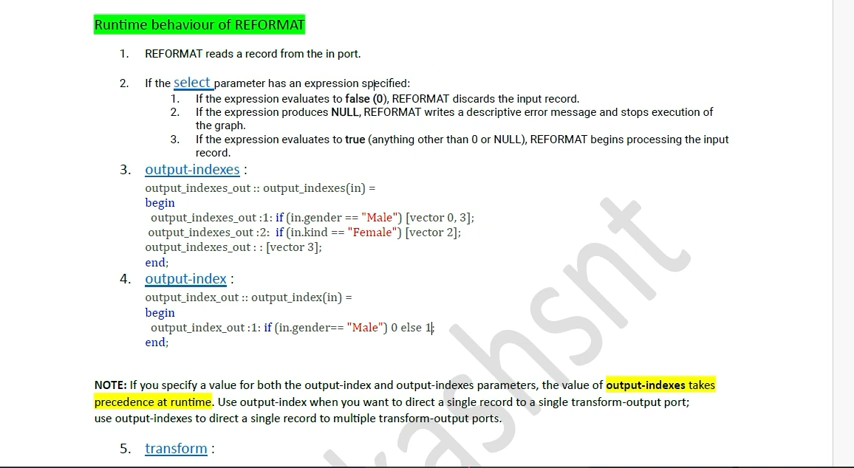 Runtime behaviour of REFORMAT
1. REFORMAT reads a record from the in port.
2. If the select parameter has an expression specified:
1. If the expression evaluates to false (0), REFORMAT discards the input record.
2. If the expression produces NULL, REFORMAT writes a descriptive error message and stops execution of
the graph.
3. If the expression evaluates to true (anything other than 0 or NULL), REFORMAT begins processing the input
record.
3. output-indexes :
output_indexes_out :: output_indexes(in) =
begin
output_indexes_out :1: if (in.gender == "Male") [vector 0, 3];
output_indexes_out :2: if (in.kind == "Female") [vector 2];
output_indexes_out : : [vector 3];
end;
4. output-index :
output_index_out :: output_index(in) =
begin
output_index_out :1: if (in.gender== "Male") 0 else 1;
end;
NOTE: If you specify a value for both the output-index and output-indexes parameters, the value of output-indexes takes
precedence at runtime. Use output-index when you want to direct a single record to a single transform-output port;
use output-indexes to direct a single record to multiple transform-output ports.
5. transform :
ashsnt